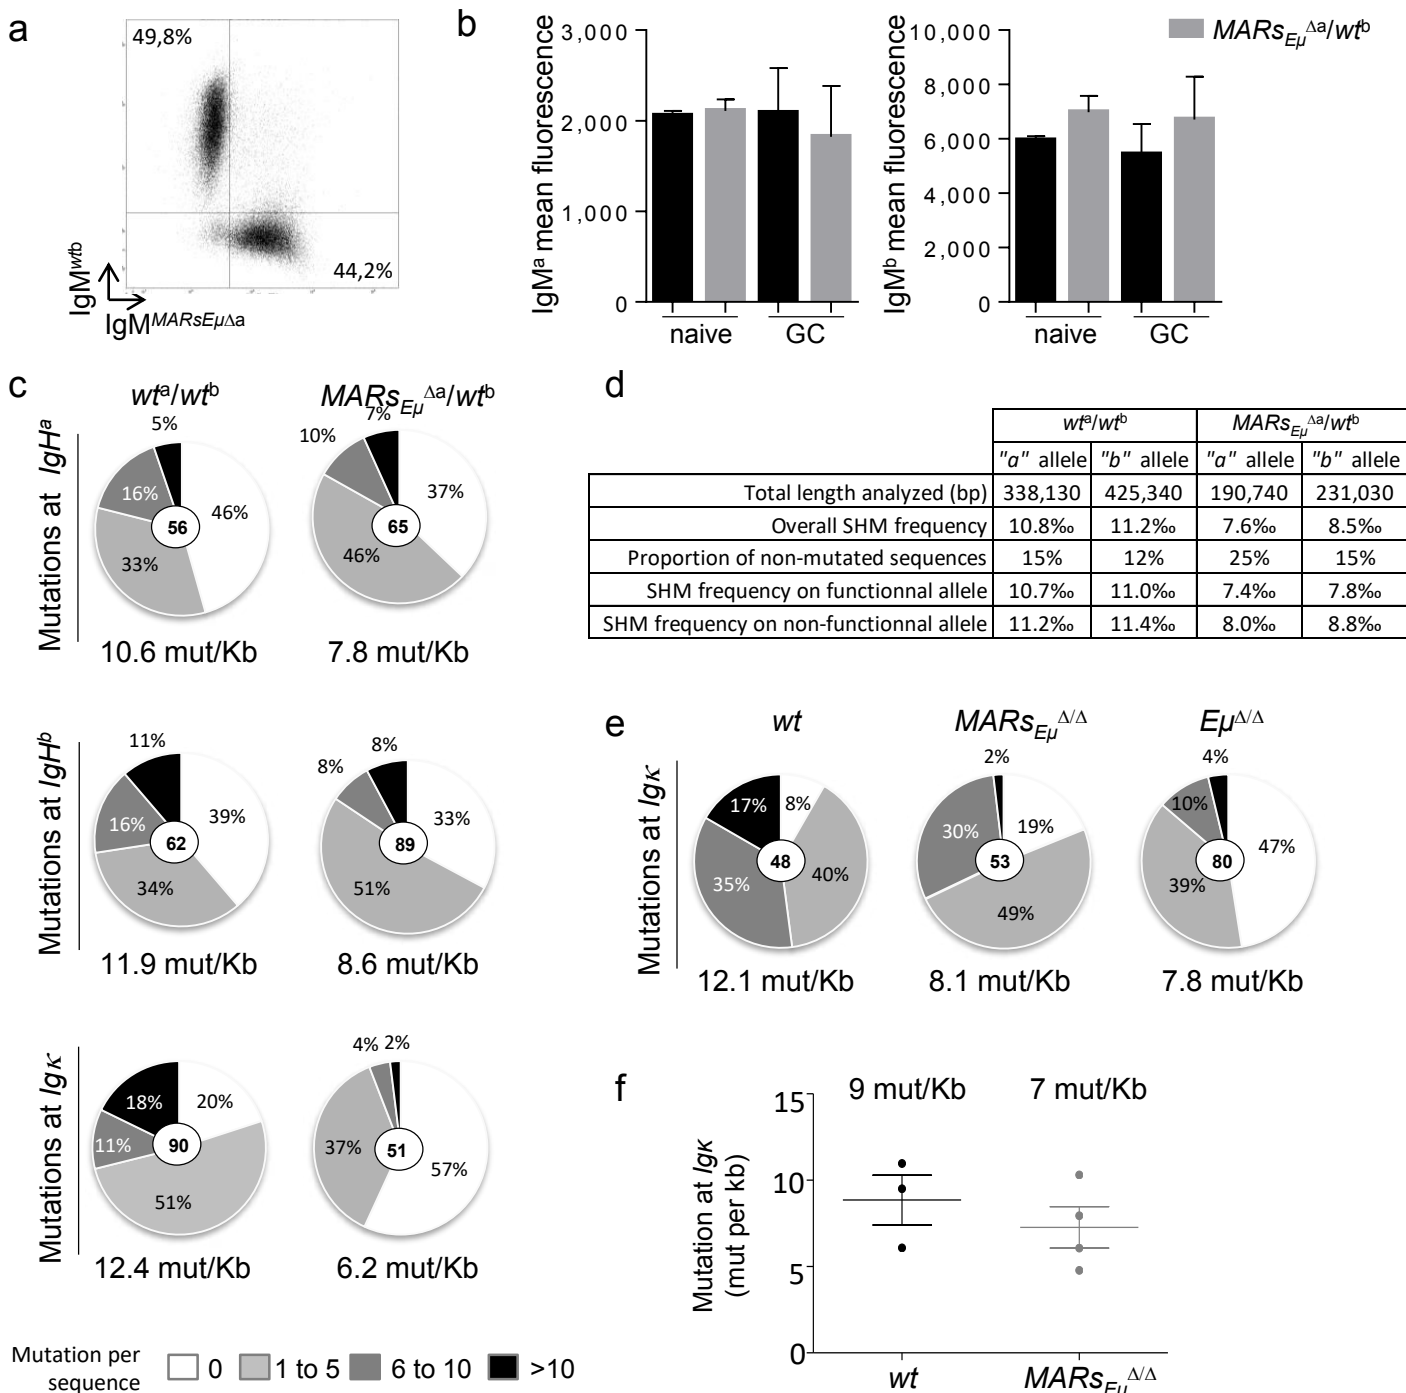 a
49,8%
44,2%
IgM^wtb
IgM^MARsEμΔa
b
IgM^a mean fluorescence
3,000
2,000
1,000
0
naive
GC
IgM^b mean fluorescence
10,000
8,000
6,000
4,000
2,000
0
naive
GC
MARs_Eμ^Δa/wt^b
c
wt^a/wt^b
MARs_Eμ^Δa/wt^b
Mutations at IgH^a
5%
16%
46%
33%
56
10.6 mut/Kb
7%
10%
37%
46%
65
7.8 mut/Kb
Mutations at IgH^b
11%
16%
39%
34%
62
11.9 mut/Kb
8%
8%
33%
51%
89
8.6 mut/Kb
Mutations at Igκ
18%
11%
20%
51%
90
12.4 mut/Kb
4% 2%
37%
57%
51
6.2 mut/Kb
Mutation per
sequence
0
1 to 5
6 to 10
>10
d
wt^a/wt^b MARs_Eμ^Δa/wt^b
"a" allele "b" allele "a" allele "b" allele
Total length analyzed (bp) 338,130 425,340 190,740 231,030
Overall SHM frequency 10.8‰ 11.2‰ 7.6‰ 8.5‰
Proportion of non-mutated sequences 15% 12% 25% 15%
SHM frequency on functionnal allele 10.7‰ 11.0‰ 7.4‰ 7.8‰
SHM frequency on non-functionnal allele 11.2‰ 11.4‰ 8.0‰ 8.8‰
e
wt
MARs_Eμ^Δ/Δ
Eμ^Δ/Δ
Mutations at Igκ
17%
8%
35%
40%
48
12.1 mut/Kb
2%
30%
19%
49%
53
8.1 mut/Kb
4%
10%
47%
39%
80
7.8 mut/Kb
f
9 mut/Kb
7 mut/Kb
Mutation at Igκ
(mut per kb)
15
10
5
0
wt
MARs_Eμ^Δ/Δ